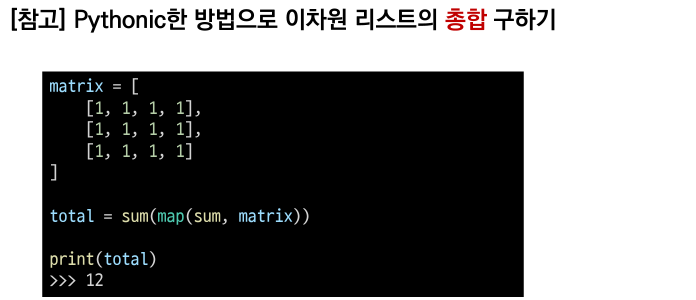 [참고] Pythonic한 방법으로 이차원 리스트의 총합 구하기
matrix = [
    [1, 1, 1, 1],
    [1, 1, 1, 1],
    [1, 1, 1, 1]
]
total = sum(map(sum, matrix))
print(total)
>>> 12